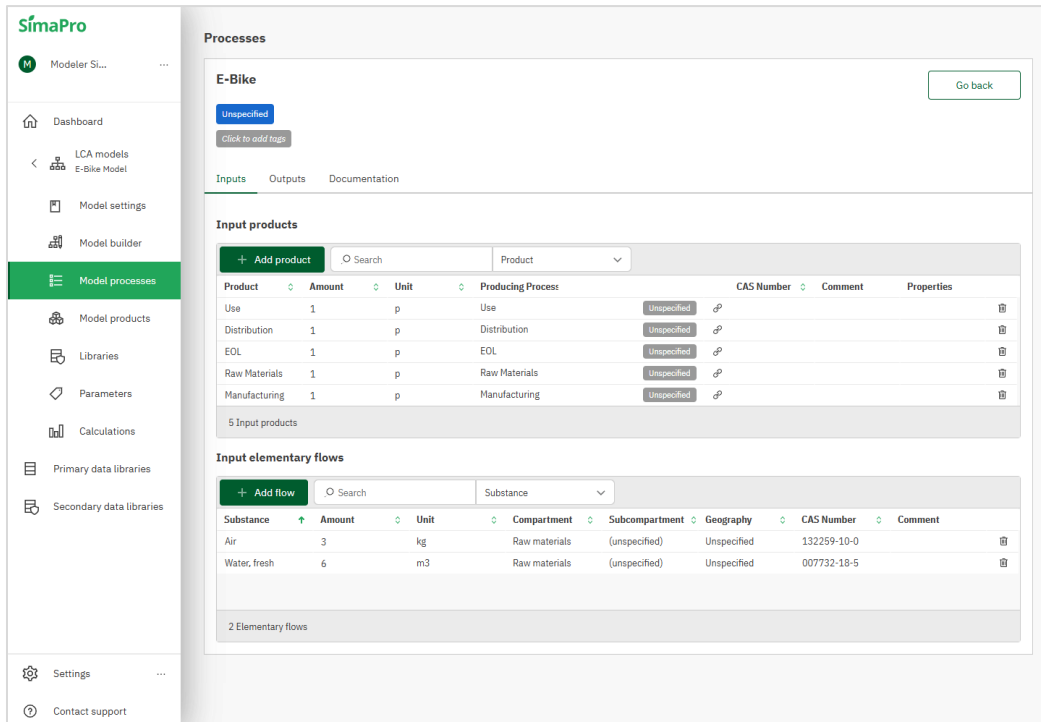 SimaPro
M Modeler Si... ...
Dashboard
LCA models
E-Bike Model
Model settings
Model builder
Model processes
Model products
Libraries
Parameters
Calculations
Primary data libraries
Secondary data libraries
Settings ...
Contact support
Processes
E-Bike
Go back
Unspecified
Click to add tags
Inputs Outputs Documentation
Input products
+ Add product Search Product
Product Amount Unit Producing Process CAS Number Comment Properties
Use 1 p Use Unspecified
Distribution 1 p Distribution Unspecified
EOL 1 p EOL Unspecified
Raw Materials 1 p Raw Materials Unspecified
Manufacturing 1 p Manufacturing Unspecified
5 Input products
Input elementary flows
+ Add flow Search Substance
Substance Amount Unit Compartment Subcompartment Geography CAS Number Comment
Air 3 kg Raw materials (unspecified) Unspecified 132259-10-0
Water, fresh 6 m3 Raw materials (unspecified) Unspecified 007732-18-5
2 Elementary flows